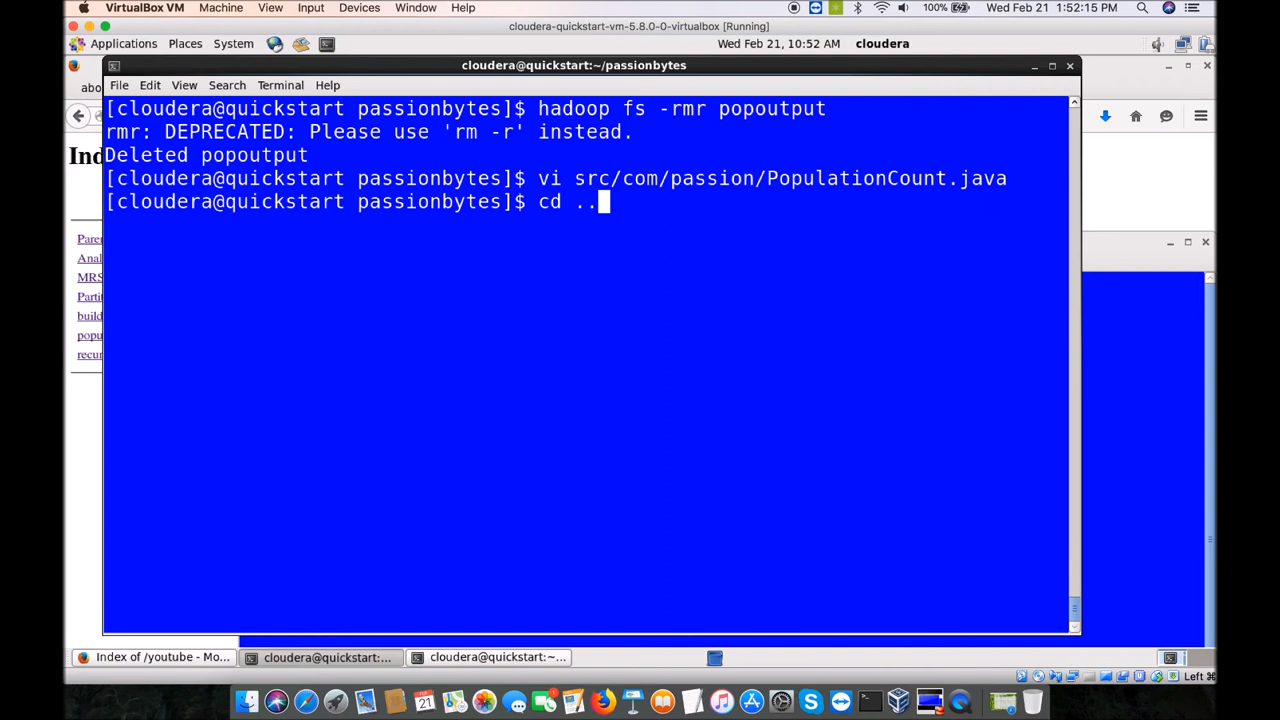 VirtualBox VM Machine View Input Devices Window Help 100% Wed Feb 21 1:52:15 PM
cloudera-quickstart-vm-5.8.0-0-virtualbox [Running]
Applications Places System Wed Feb 21, 10:52 AM cloudera
cloudera@quickstart:~/passionbytes
File Edit View Search Terminal Help
abo
Ind
[cloudera@quickstart passionbytes]$ hadoop fs -rmr popoutput
rmr: DEPRECATED: Please use 'rm -r' instead.
Deleted popoutput
[cloudera@quickstart passionbytes]$ vi src/com/passion/PopulationCount.java
[cloudera@quickstart passionbytes]$ cd ..
Parer
Anal
MRS
Partit
build
popu
recur
Index of /youtube - Mo... cloudera@quickstart:... cloudera@quickstart:~...
Left ⌘
21